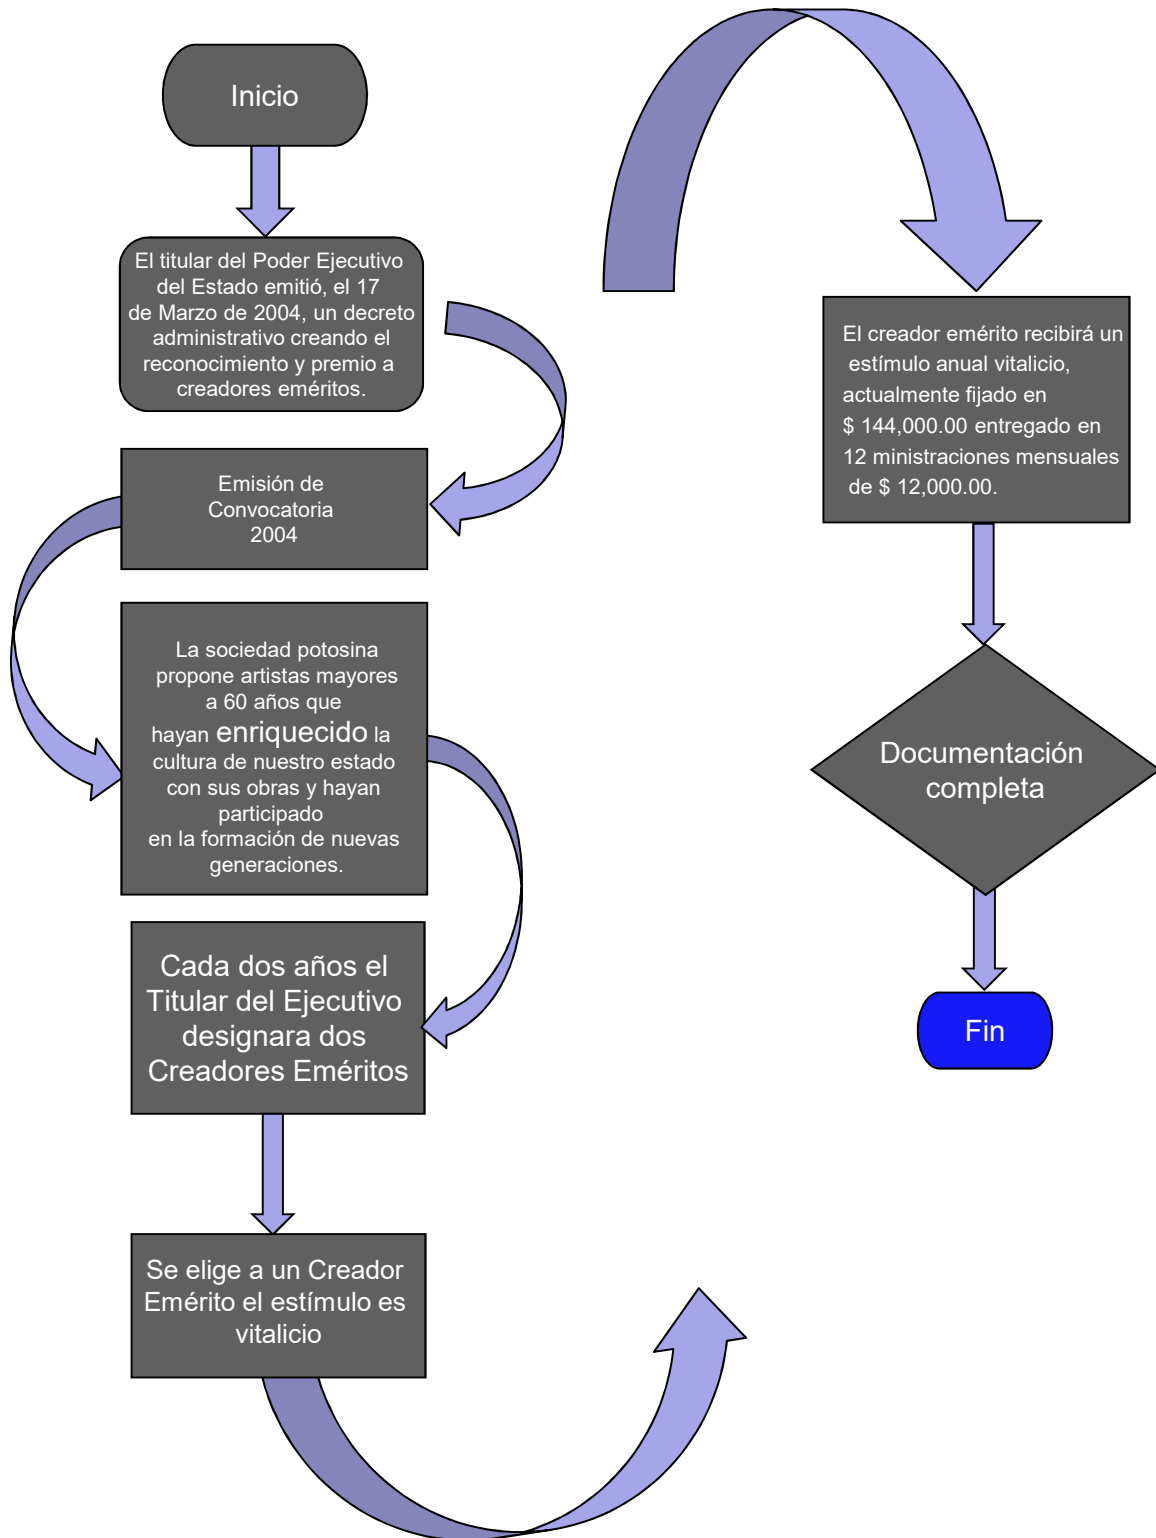 Inicio
El titular del Poder Ejecutivo
del Estado emitió, el 17
de Marzo de 2004, un decreto
administrativo creando el
reconocimiento y premio a
creadores eméritos.
Emisión de
Convocatoria
2004
La sociedad potosina
propone artistas mayores
a 60 años que
hayan enriquecido la
cultura de nuestro estado
con sus obras y hayan
participado
en la formación de nuevas
generaciones.
Cada dos años el
Titular del Ejecutivo
designara dos
Creadores Eméritos
Se elige a un Creador
Emérito el estímulo es
vitalicio
El creador emérito recibirá un
estímulo anual vitalicio,
actualmente fijado en
$ 144,000.00 entregado en
12 ministraciones mensuales
de $ 12,000.00.
Documentación
completa
Fin